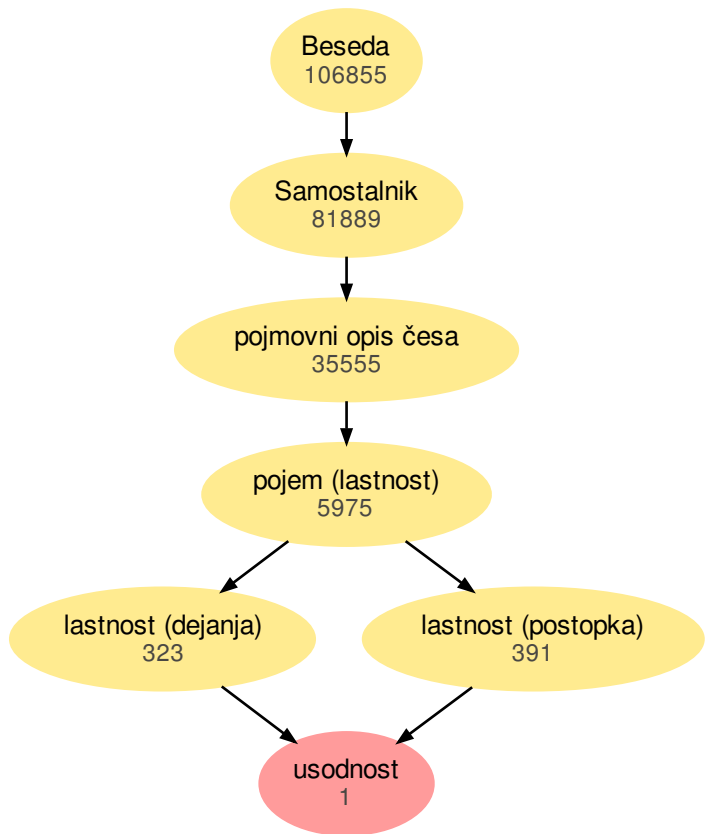 Beseda
106855
Samostalnik
81889
pojmovni opis česa
35555
pojem (lastnost)
5975
lastnost (dejanja)
323
lastnost (postopka)
391
usodnost
1